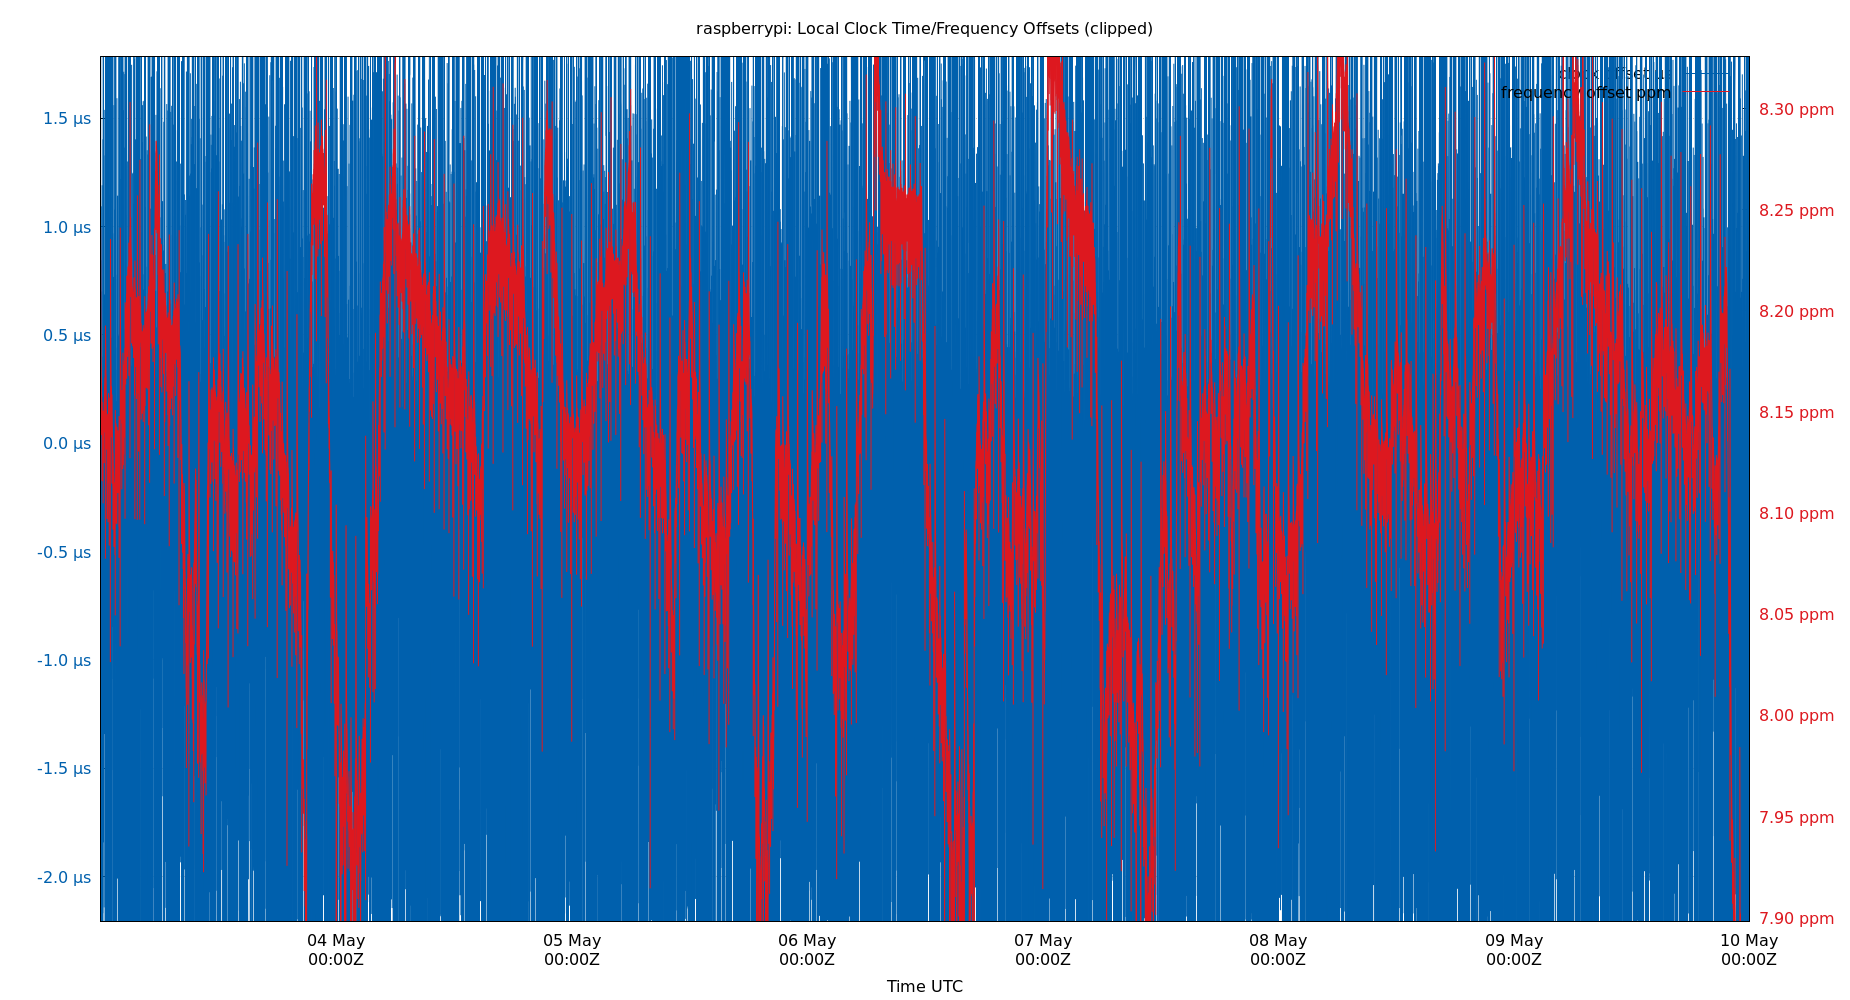 raspberrypi: Local Clock Time/Frequency Offsets (clipped)
clock offset µs
frequency offset ppm
1.5 µs
1.0 µs
0.5 µs
0.0 µs
-0.5 µs
-1.0 µs
-1.5 µs
-2.0 µs
8.30 ppm
8.25 ppm
8.20 ppm
8.15 ppm
8.10 ppm
8.05 ppm
8.00 ppm
7.95 ppm
7.90 ppm
04 May
00:00Z
05 May
00:00Z
06 May
00:00Z
07 May
00:00Z
08 May
00:00Z
09 May
00:00Z
10 May
00:00Z
Time UTC